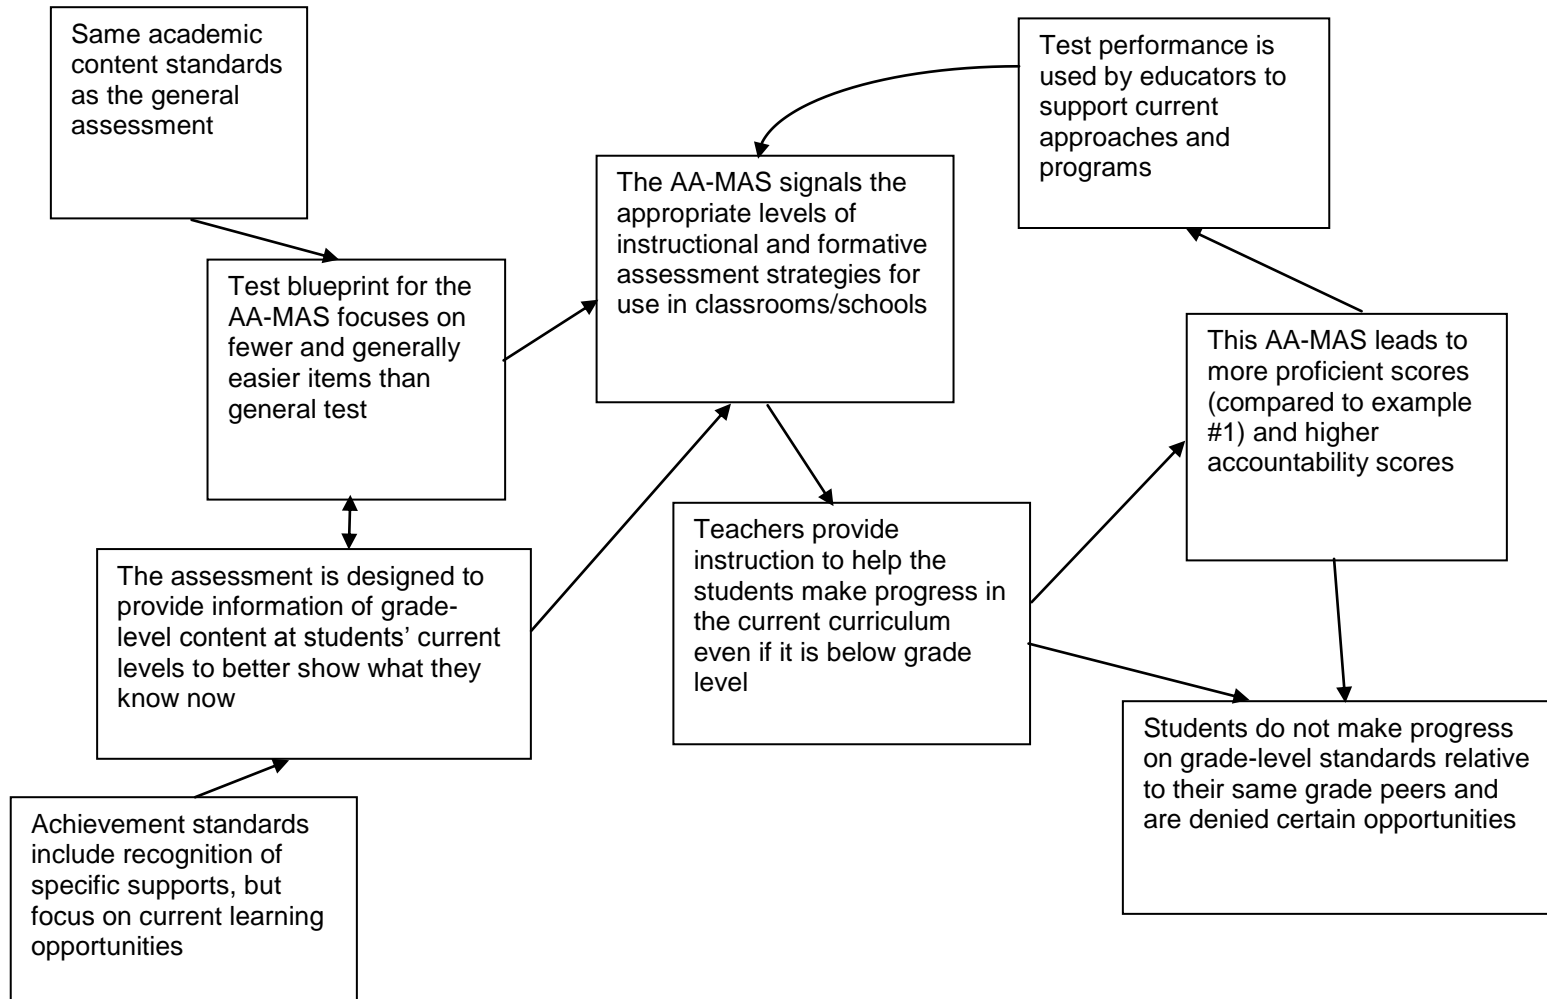 Same academic
content standards
as the general
assessment
Test performance is
used by educators to
support current
approaches and
programs
The AA-MAS signals the
appropriate levels of
instructional and formative
assessment strategies for
use in classrooms/schools
Test blueprint for the
AA-MAS focuses on
fewer and generally
easier items than
general test
This AA-MAS leads to
more proficient scores
(compared to example
#1) and higher
accountability scores
Teachers provide
instruction to help the
students make progress in
the current curriculum
even if it is below grade
level
The assessment is designed to
provide information of grade-
level content at students’ current
levels to better show what they
know now
Students do not make progress
on grade-level standards relative
to their same grade peers and
are denied certain opportunities
Achievement standards
include recognition of
specific supports, but
focus on current learning
opportunities